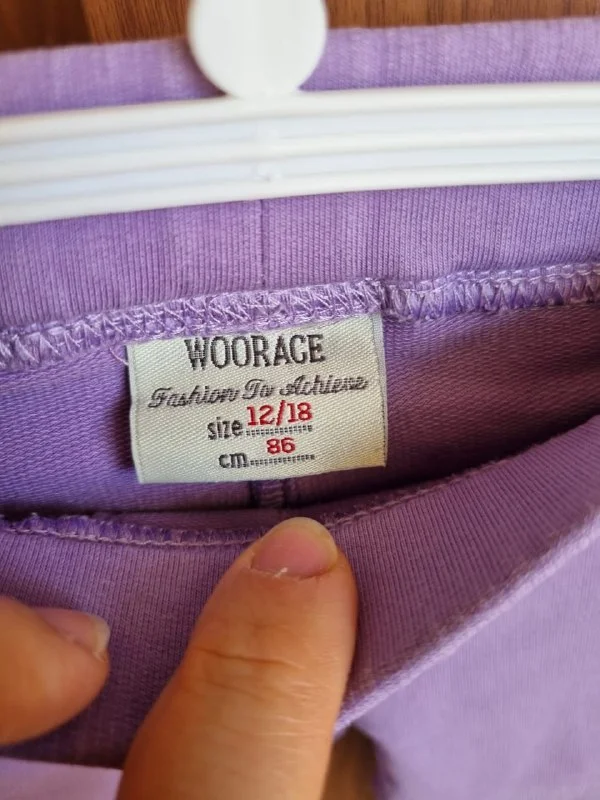 WOORAGE
Fashion To Achieve
size 12/18
cm 86